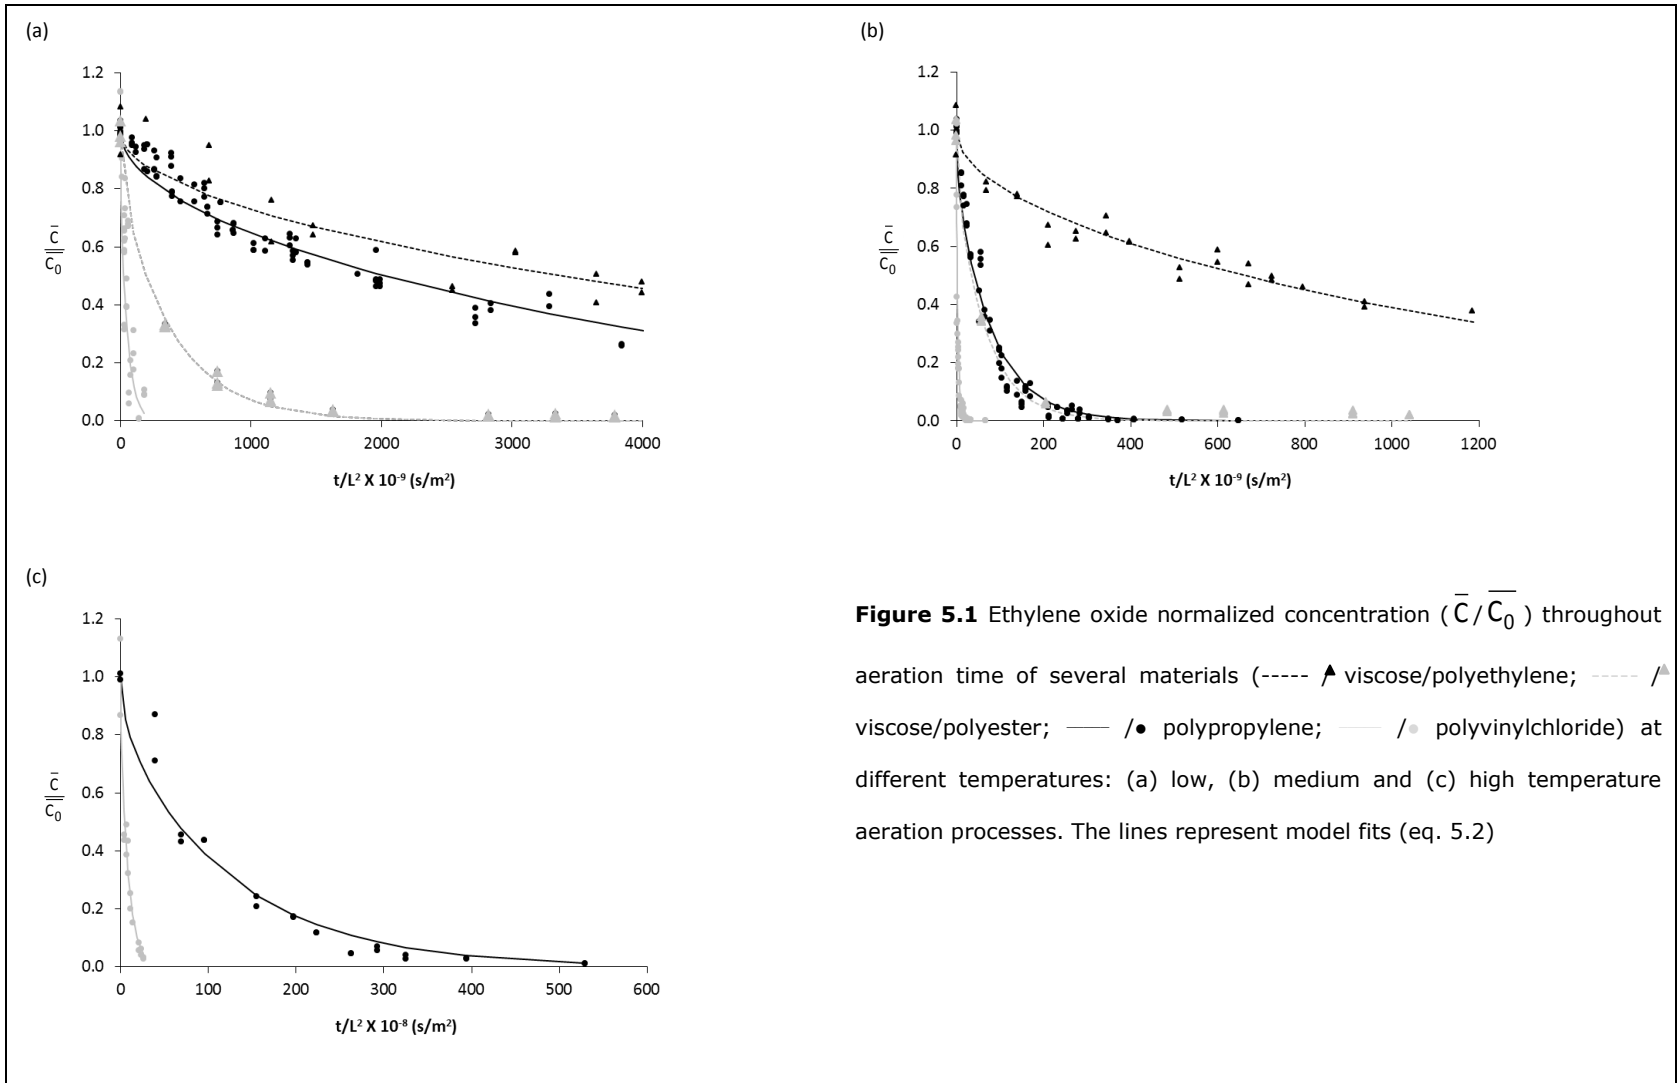 (a)
1.2
1.0
0.8
0.6
0.4
0.2
0.0
C̄
C̄₀
0 1000 2000 3000 4000
t/L² X 10⁻⁹ (s/m²)
(b)
1.2
1.0
0.8
0.6
0.4
0.2
0.0
C̄
C̄₀
0 200 400 600 800 1000 1200
t/L² X 10⁻⁹ (s/m²)
(c)
1.2
1.0
0.8
0.6
0.4
0.2
0.0
C̄
C̄₀
0 100 200 300 400 500 600
t/L² X 10⁻⁸ (s/m²)
Figure 5.1 Ethylene oxide normalized concentration ( C̄ / C̄₀ ) throughout
aeration time of several materials (----- /▲ viscose/polyethylene; ----- /▲
viscose/polyester; —— /● polypropylene; —— /● polyvinylchloride) at
different temperatures: (a) low, (b) medium and (c) high temperature
aeration processes. The lines represent model fits (eq. 5.2)